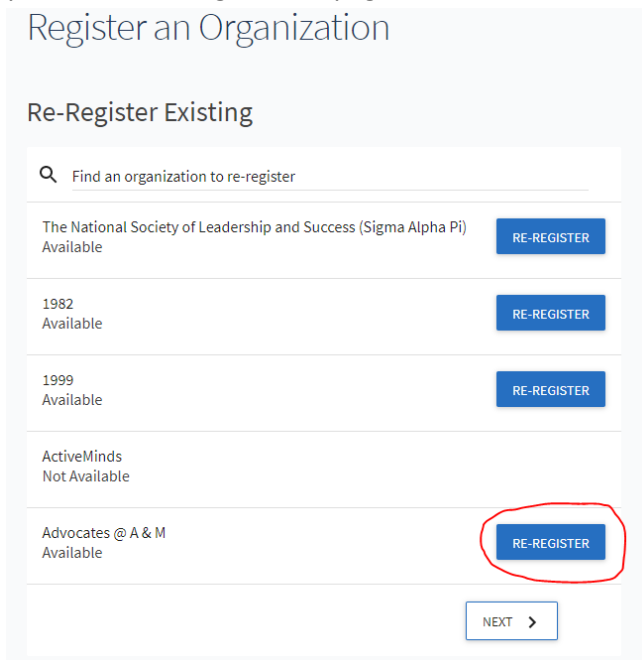 Register an Organization
Re-Register Existing
Find an organization to re-register
The National Society of Leadership and Success (Sigma Alpha Pi)
Available
RE-REGISTER
1982
Available
RE-REGISTER
1999
Available
RE-REGISTER
ActiveMinds
Not Available
Advocates @ A & M
Available
RE-REGISTER
NEXT